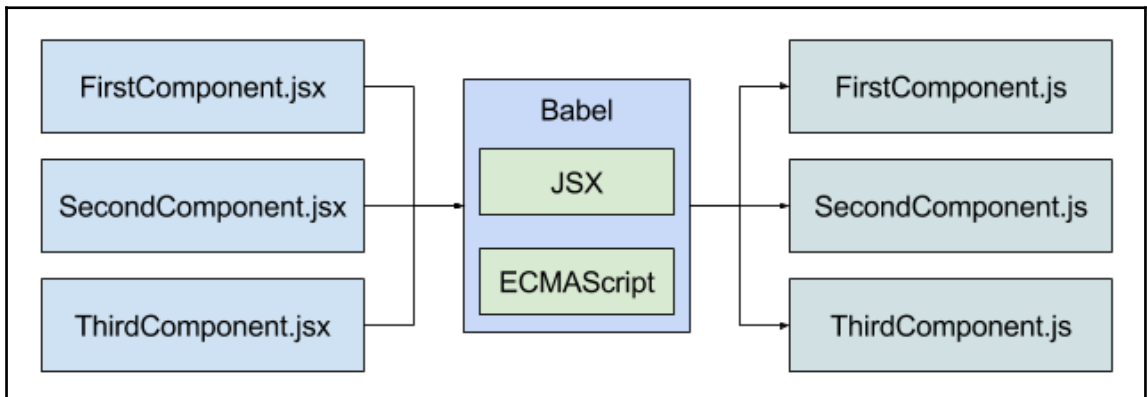 FirstComponent.jsx
SecondComponent.jsx
ThirdComponent.jsx
Babel
JSX
ECMAScript
FirstComponent.js
SecondComponent.js
ThirdComponent.js